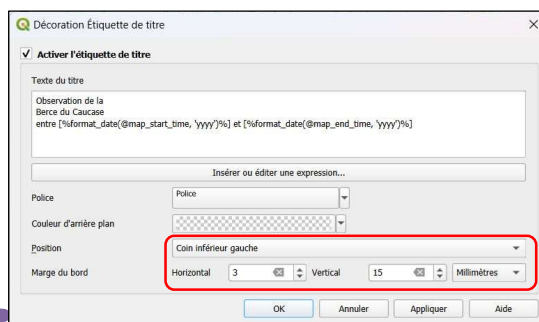 Décoration Étiquette de titre
Activer l'étiquette de titre
Texte du titre
Observation de la
Berce du Caucase
entre [%format_date(@map_start_time, 'yyyy')%] et [%format_date(@map_end_time, 'yyyy')%]
Insérer ou éditer une expression...
Police Police
Couleur d'arrière plan
Position Coin inférieur gauche
Marge du bord Horizontal 3 Vertical 15 Millimètres
OK Annuler Appliquer Aide